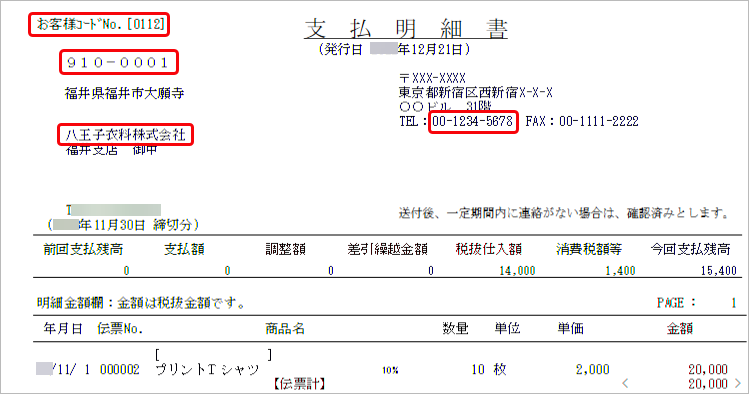 お客様ｺｰﾄﾞNo.[0112]
支払明細書
(発行日 年12月21日)
９１０－０００１
〒XXX-XXXX
福井県福井市大願寺
東京都新宿区西新宿X-X-X
〇〇ビル 31階
TEL：00-1234-5678 FAX：00-1111-2222
八王子衣料株式会社
福井支店 御中
T
送付後、一定期間内に連絡がない場合は、確認済みとします。
( 年11月30日 締切分)
前回支払残高 支払額 調整額 差引繰越金額 税抜仕入額 消費税額等 今回支払残高
0 0 0 0 14,000 1,400 15,400
明細金額欄：金額は税抜金額です。 PAGE： 1
年月日 伝票No. 商品名 数量 単位 単価 金額
[ ]
/11/ 1 000002 プリントＴシャツ 10% 10 枚 2,000 20,000
【伝票計】 20,000